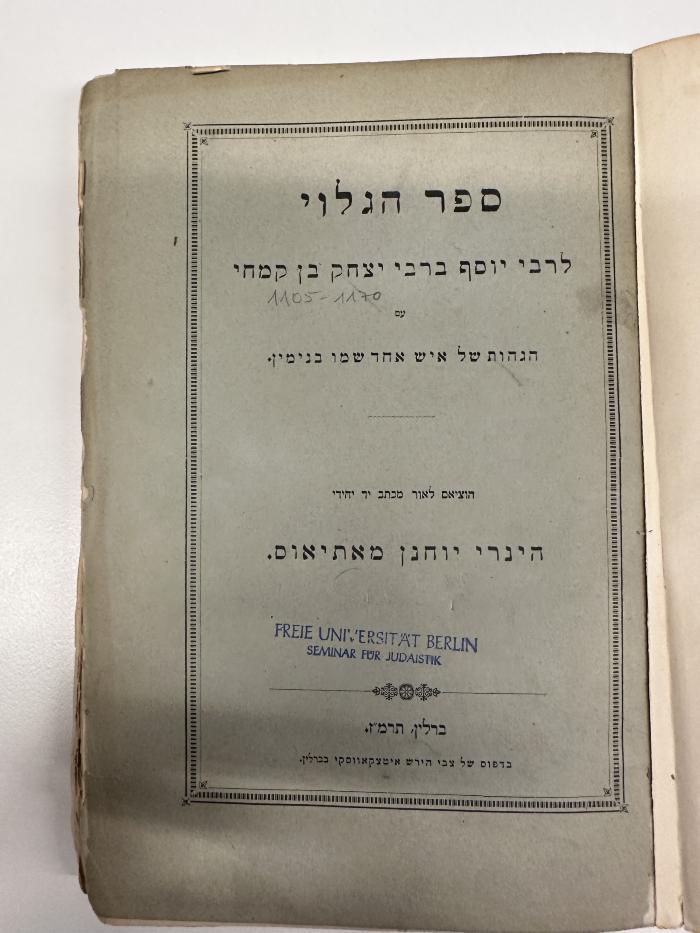 ספר הגלוי
לרבי יוסף ברבי יצחק בן קמחי
1105-1170
עם
הגהות של איש אחד שמו בנימין.
הוציאם לאור מכתב יד יחידי
הינרי יוחנן מאתיאוס.
FREIE UNIVERSITÄT BERLIN
SEMINAR FÜR JUDAISTIK
ברלין, תרמ״ז.
בדפוס של צבי הירש איטצקאווסקי בברלין.